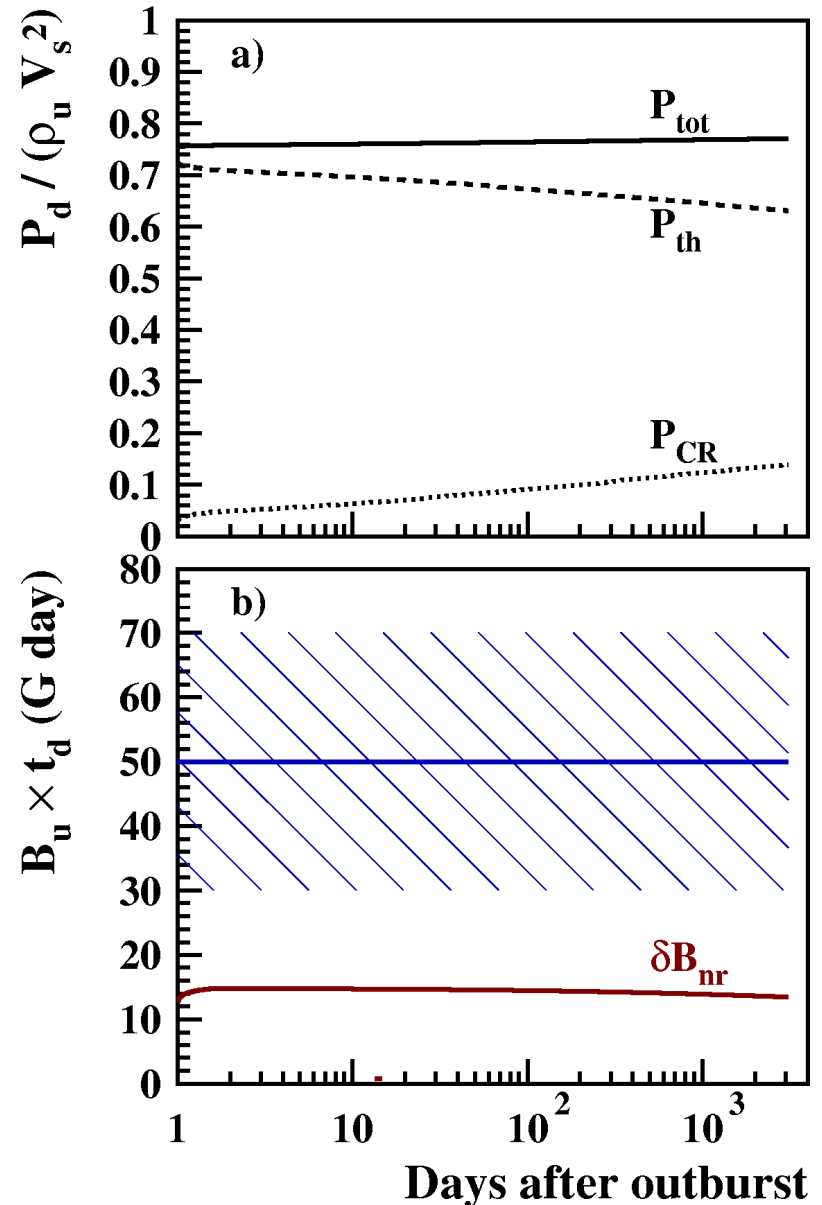 P_d / (ρ_u V_s^2)
a)
1
0.9
0.8
0.7
0.6
0.5
0.4
0.3
0.2
0.1
0
P_tot
P_th
P_CR
B_u × t_d (G day)
b)
80
70
60
50
40
30
20
10
0
δB_nr
1
10
10^2
10^3
Days after outburst